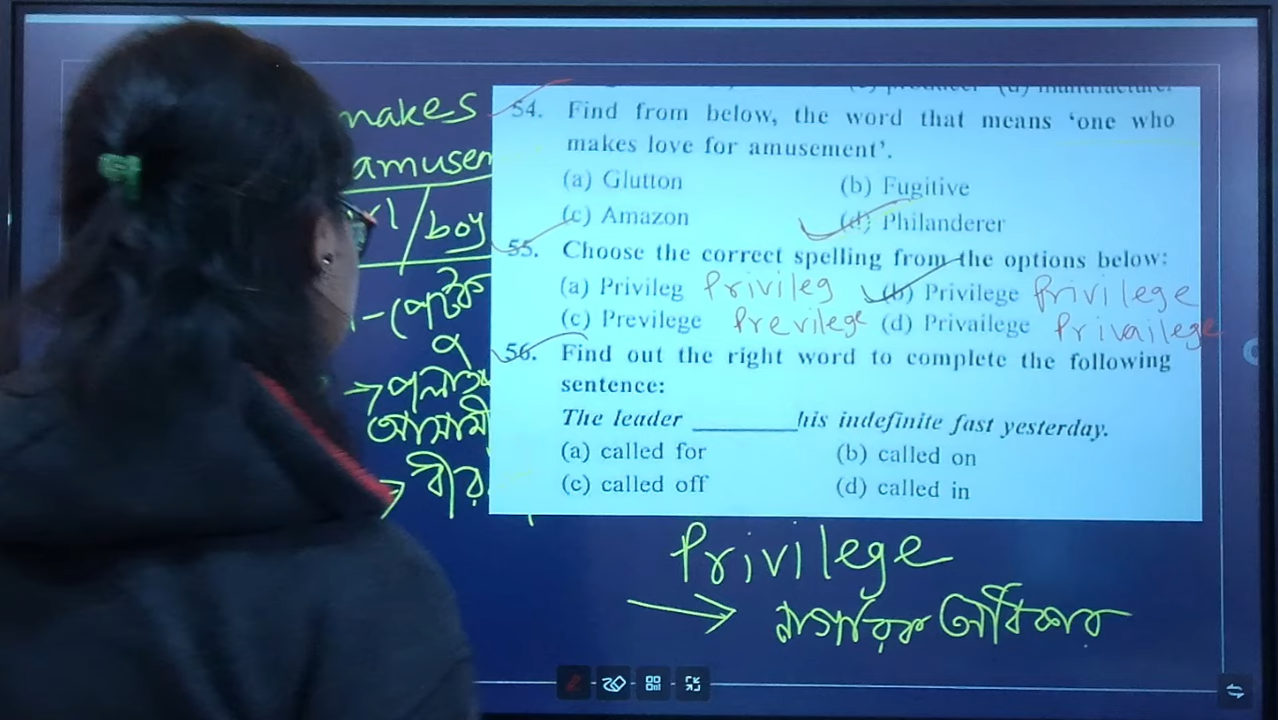 makes
amusem
/ boy
54. Find from below, the word that means 'one who
makes love for amusement'.
(a) Glutton (b) Fugitive
(c) Amazon (d) Philanderer
55. Choose the correct spelling from the options below:
(a) Privileg Privileg (b) Privilege Privilege
(c) Previlege Previlege (d) Privailege Privailege
56. Find out the right word to complete the following
sentence:
The leader ________ his indefinite fast yesterday.
(a) called for (b) called on
(c) called off (d) called in
Privilege
→ নাগরিক অধিকার
→ আসামী
→ বীর